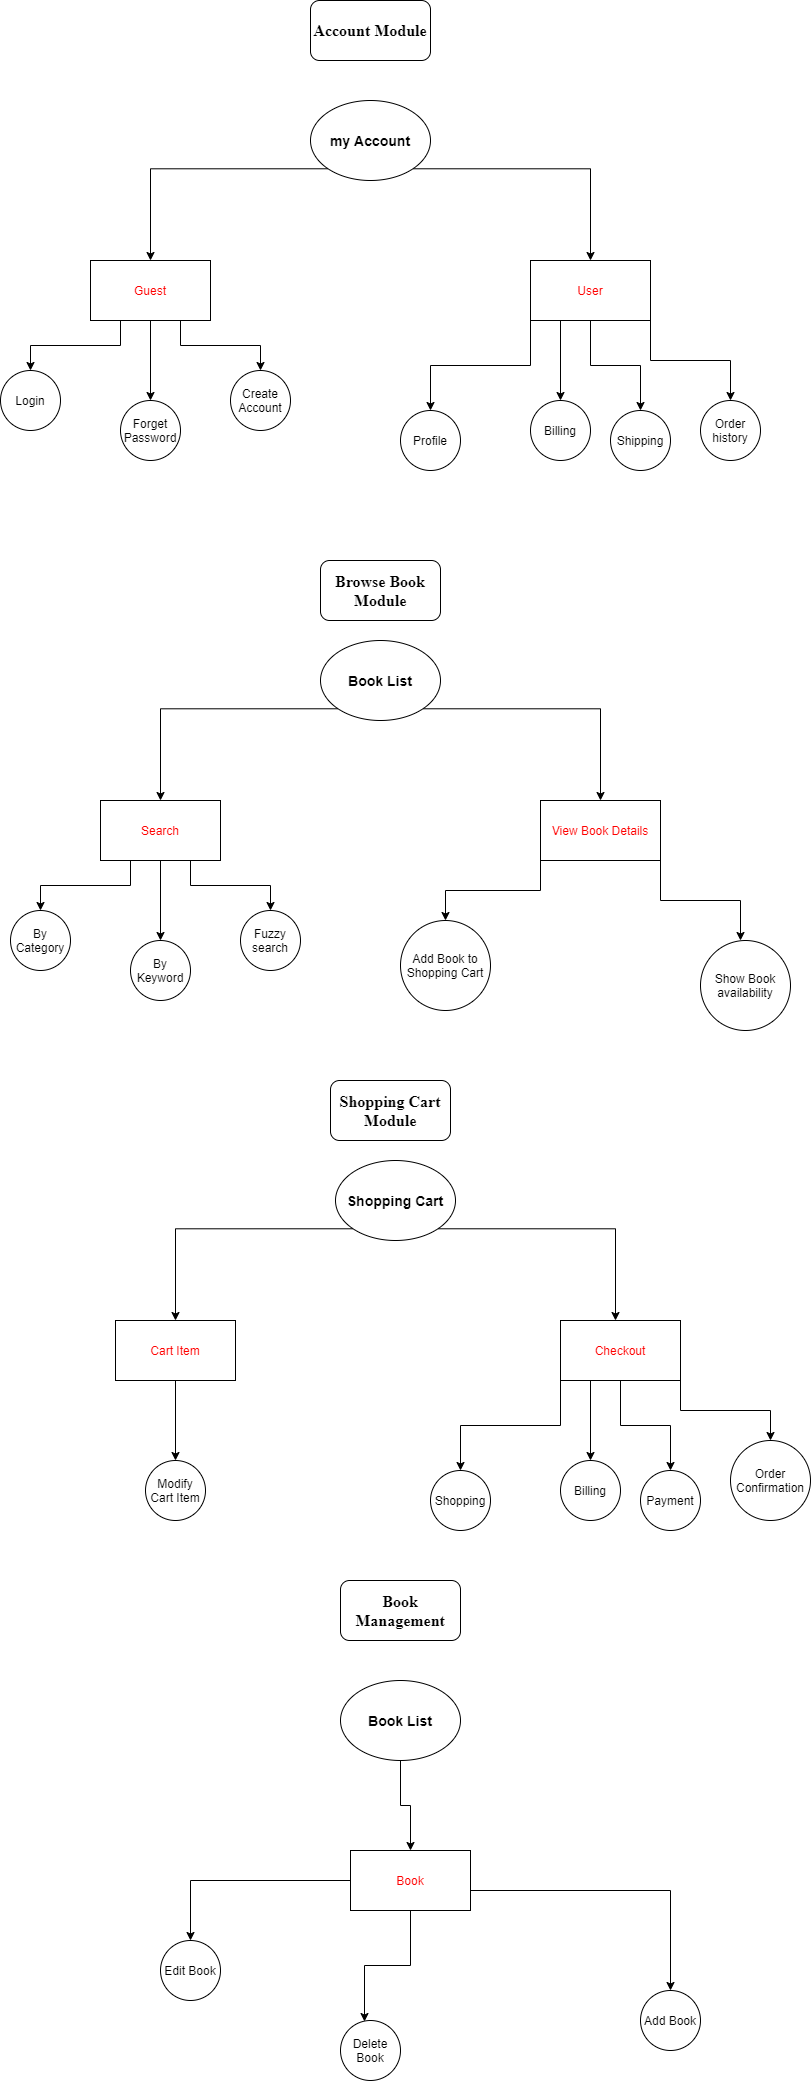 Account Module
my Account
Guest
User
Login
Forget
Password
Create
Account
Profile
Billing
Shipping
Order
history
Browse Book
Module
Book List
Search
View Book Details
By
Category
By
Keyword
Fuzzy
search
Add Book to
Shopping Cart
Show Book
availability
Shopping Cart
Module
Shopping Cart
Cart Item
Checkout
Modify
Cart Item
Shopping
Billing
Payment
Order
Confirmation
Book
Management
Book List
Book
Edit Book
Delete
Book
Add Book